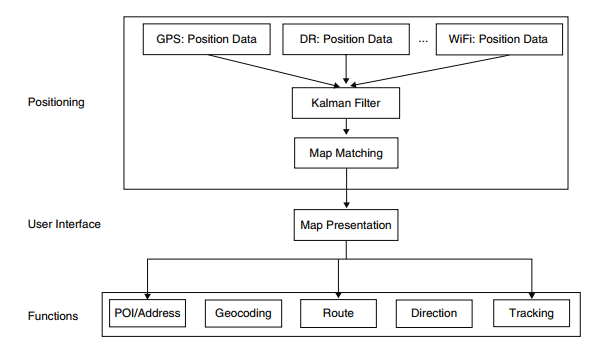 GPS: Position Data
DR: Position Data
...
WiFi: Position Data
Positioning
Kalman Filter
Map Matching
User Interface
Map Presentation
Functions
POI/Address
Geocoding
Route
Direction
Tracking